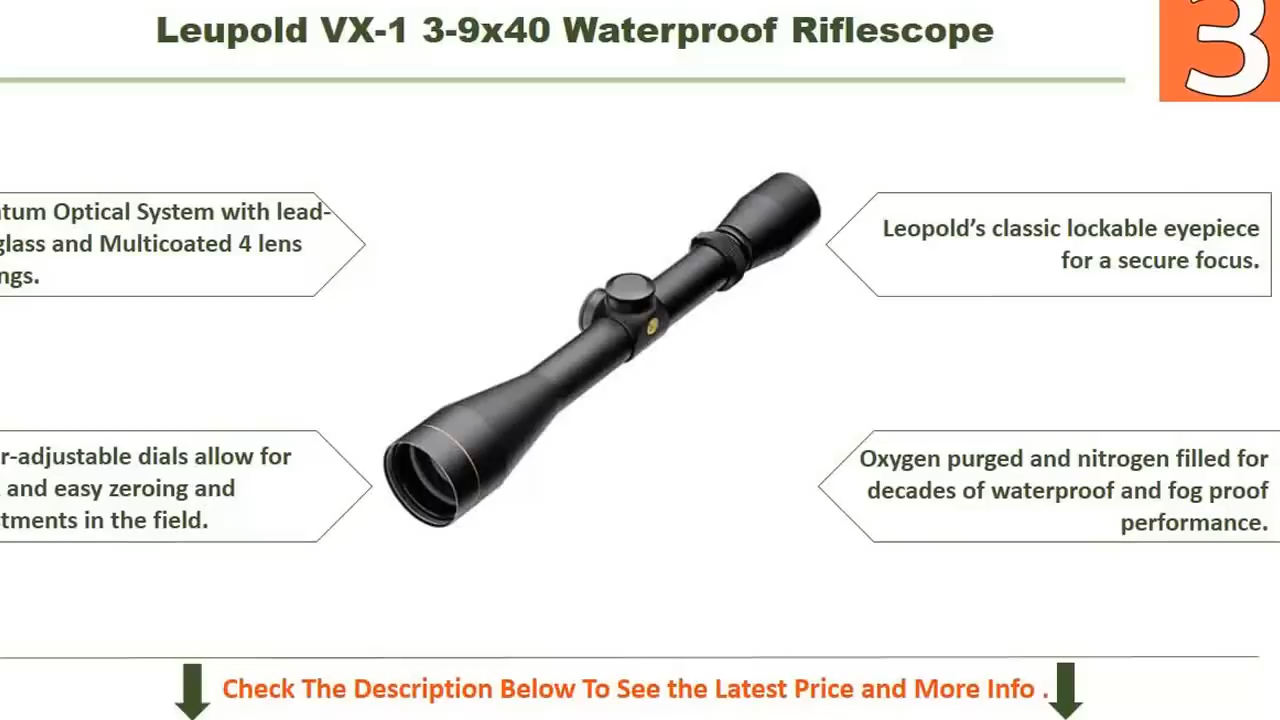 Leupold VX-1 3-9x40 Waterproof Riflescope
3
tum Optical System with lead-
glass and Multicoated 4 lens
ngs.
Leopold’s classic lockable eyepiece
for a secure focus.
r-adjustable dials allow for
and easy zeroing and
tments in the field.
Oxygen purged and nitrogen filled for
decades of waterproof and fog proof
performance.
Check The Description Below To See the Latest Price and More Info .